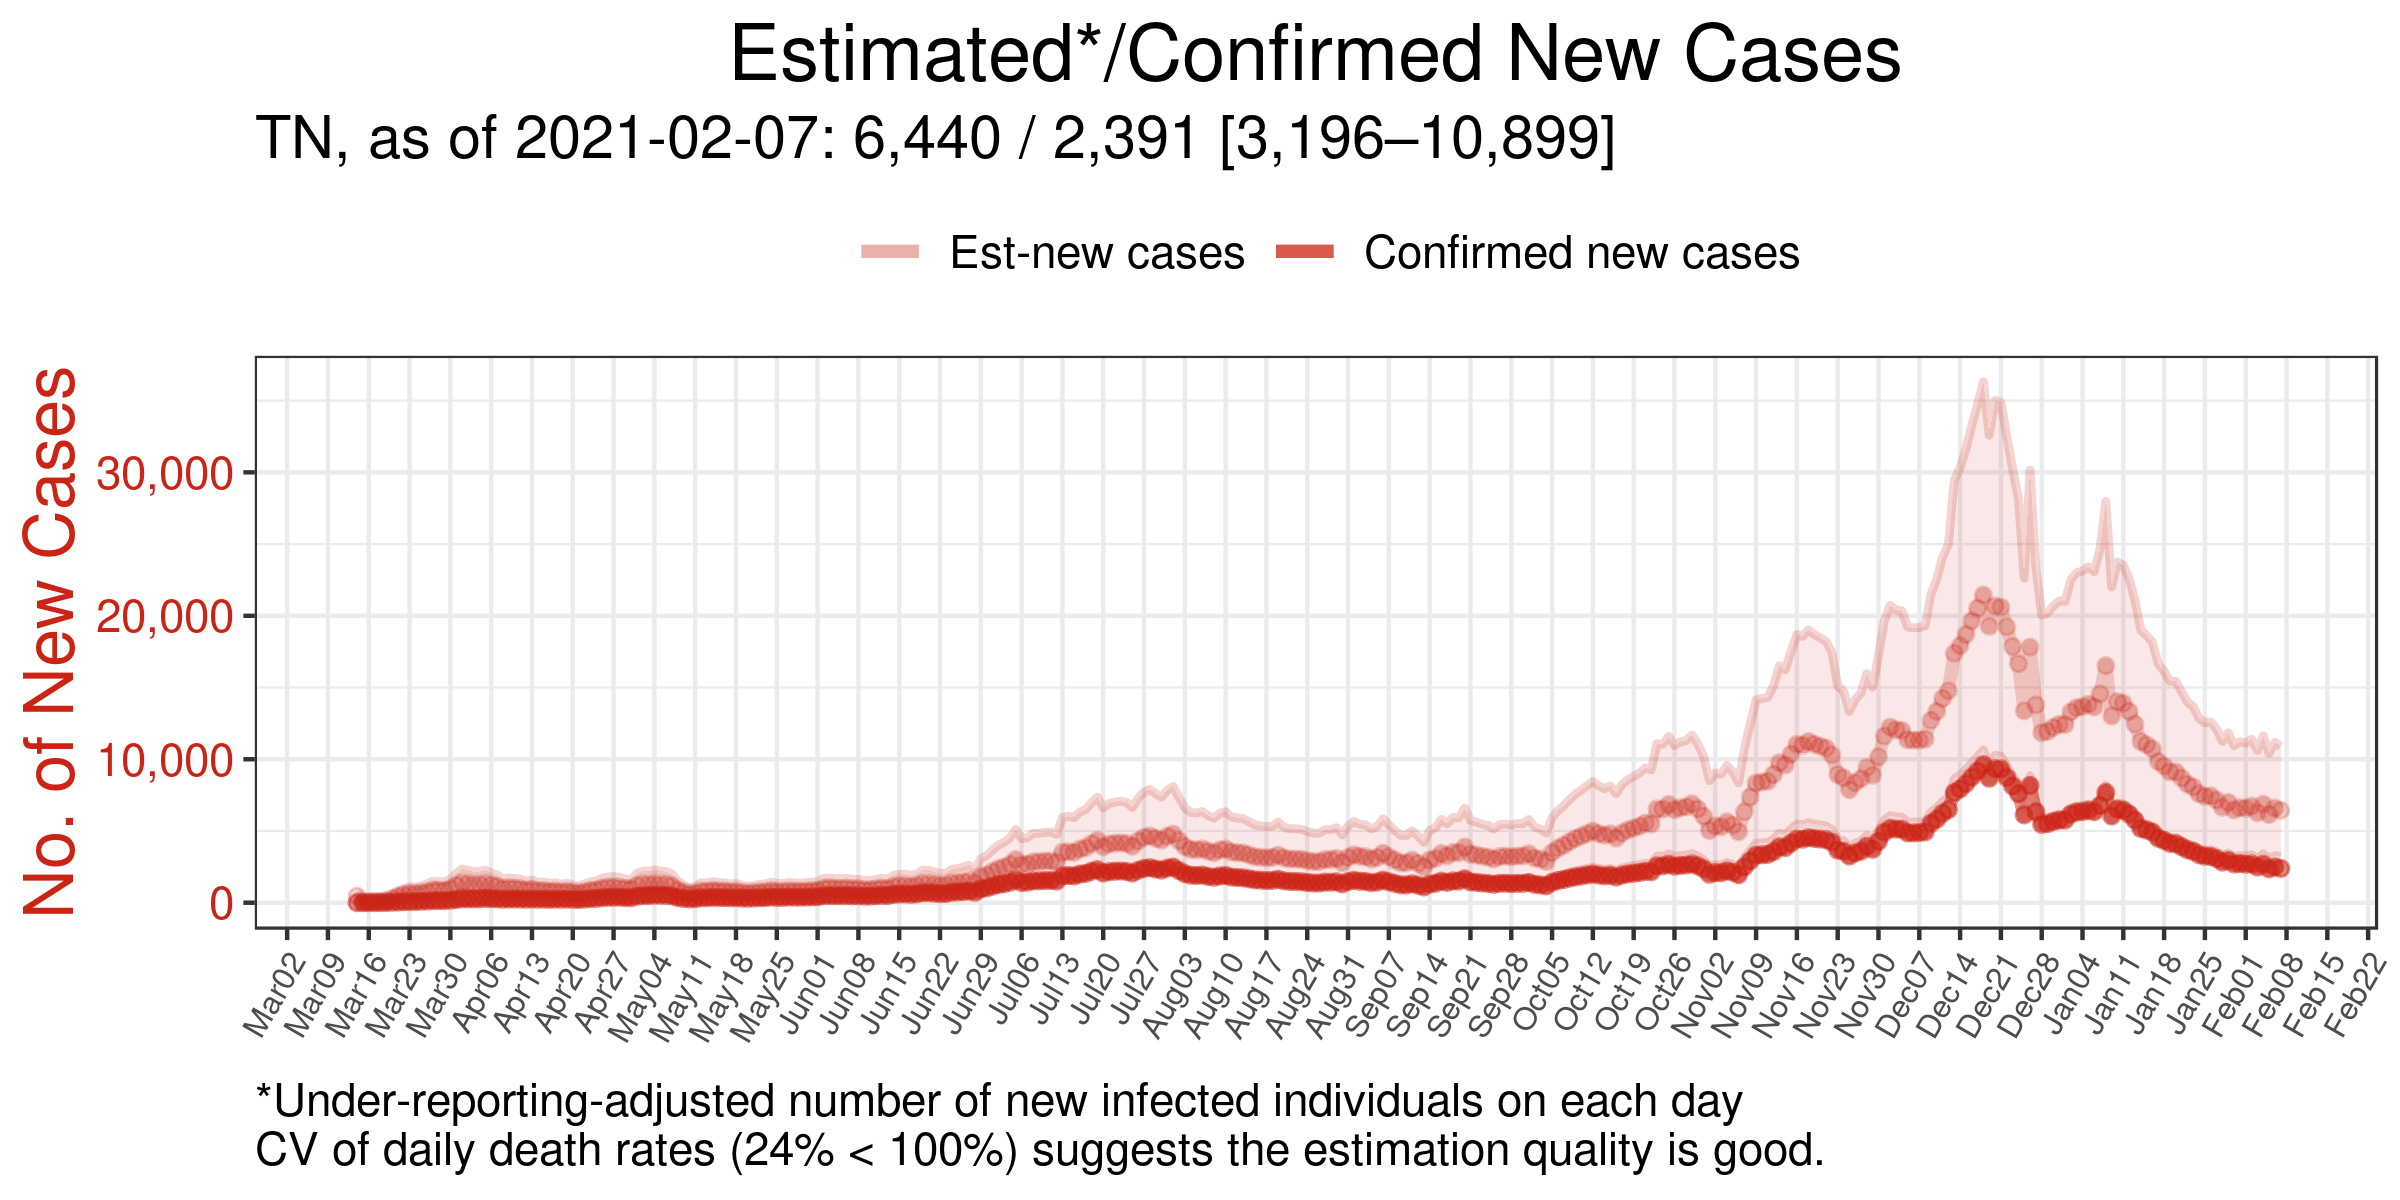 Estimated*/Confirmed New Cases
TN, as of 2021-02-07: 6,440 / 2,391 [3,196–10,899]
Est-new cases Confirmed new cases
No. of New Cases
30,000
20,000
10,000
0
Mar02 Mar09 Mar16 Mar23 Mar30 Apr06 Apr13 Apr20 Apr27 May04 May11 May18 May25 Jun01 Jun08 Jun15 Jun22 Jun29 Jul06 Jul13 Jul20 Jul27 Aug03 Aug10 Aug17 Aug24 Aug31 Sep07 Sep14 Sep21 Sep28 Oct05 Oct12 Oct19 Oct26 Nov02 Nov09 Nov16 Nov23 Nov30 Dec07 Dec14 Dec21 Dec28 Jan04 Jan11 Jan18 Jan25 Feb01 Feb08 Feb15 Feb22
*Under-reporting-adjusted number of new infected individuals on each day
CV of daily death rates (24% < 100%) suggests the estimation quality is good.